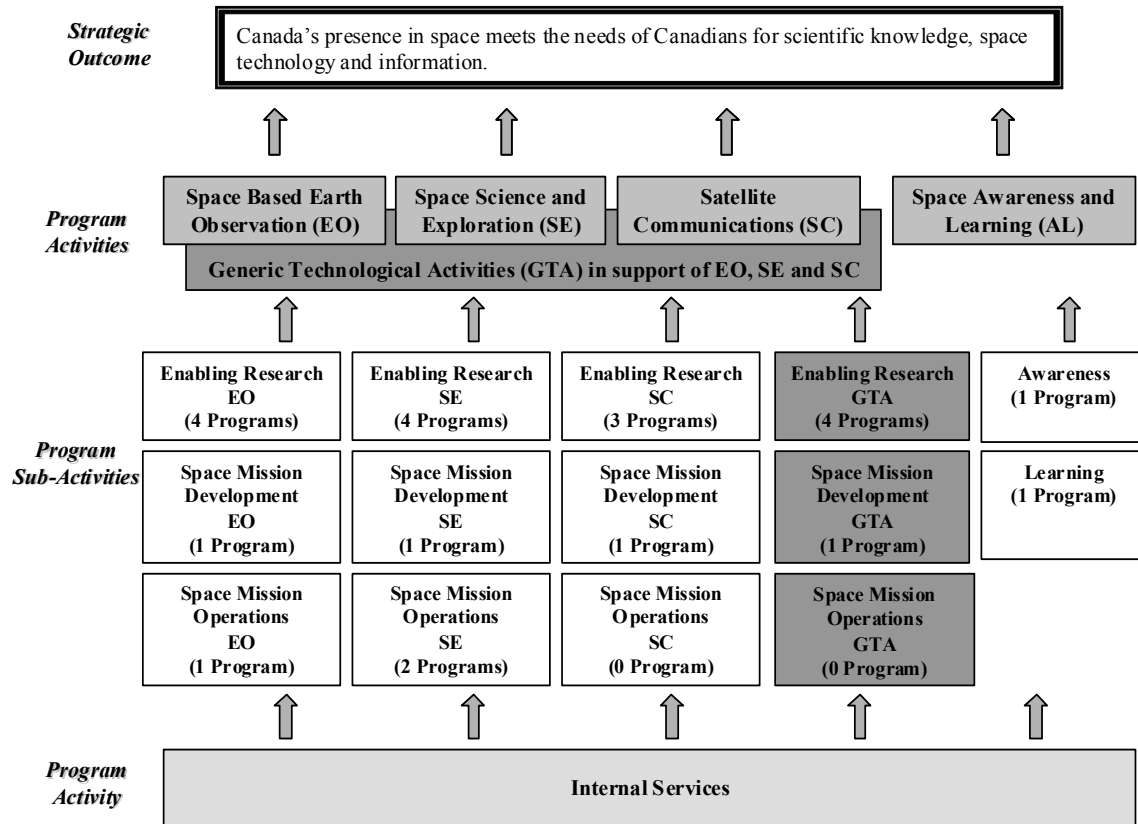 Strategic
Outcome
Canada's presence in space meets the needs of Canadians for scientific knowledge, space
technology and information.
Program
Activities
Space Based Earth
Observation (EO)
Space Science and
Exploration (SE)
Satellite
Communications (SC)
Space Awareness and
Learning (AL)
Generic Technological Activities (GTA) in support of EO, SE and SC
Program
Sub-Activities
Enabling Research
EO
(4 Programs)
Enabling Research
SE
(4 Programs)
Enabling Research
SC
(3 Programs)
Enabling Research
GTA
(4 Programs)
Awareness
(1 Program)
Space Mission
Development
EO
(1 Program)
Space Mission
Development
SE
(1 Program)
Space Mission
Development
SC
(1 Program)
Space Mission
Development
GTA
(1 Program)
Learning
(1 Program)
Space Mission
Operations
EO
(1 Program)
Space Mission
Operations
SE
(2 Programs)
Space Mission
Operations
SC
(0 Program)
Space Mission
Operations
GTA
(0 Program)
Program
Activity
Internal Services